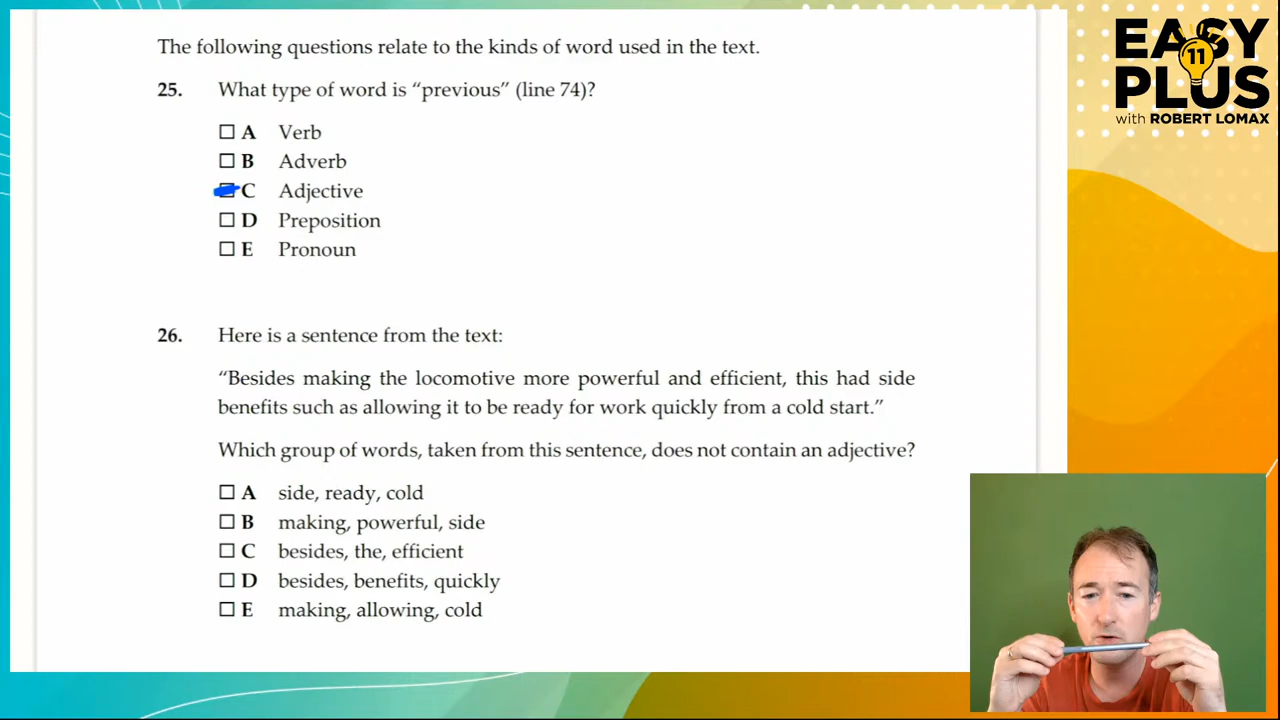 The following questions relate to the kinds of word used in the text.
25. What type of word is “previous” (line 74)?
A Verb
B Adverb
C Adjective
D Preposition
E Pronoun
26. Here is a sentence from the text:
“Besides making the locomotive more powerful and efficient, this had side
benefits such as allowing it to be ready for work quickly from a cold start.”
Which group of words, taken from this sentence, does not contain an adjective?
A side, ready, cold
B making, powerful, side
C besides, the, efficient
D besides, benefits, quickly
E making, allowing, cold
EASY
11
PLUS
with ROBERT LOMAX